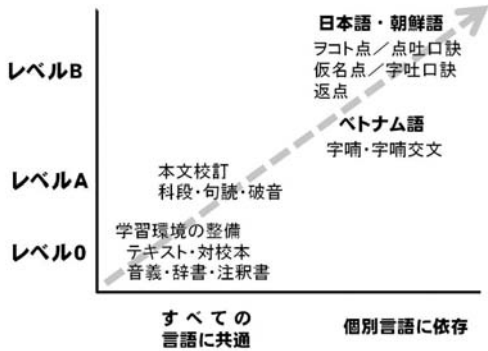 日本語・朝鮮語
ヲコト点／点吐口訣
仮名点／字吐口訣
返点
レベルB
ベトナム語
字喃・字喃交文
本文校訂
科段・句読・破音
レベルA
学習環境の整備
テキスト・対校本
音義・辞書・注釈書
レベル0
すべての
言語に共通
個別言語に依存